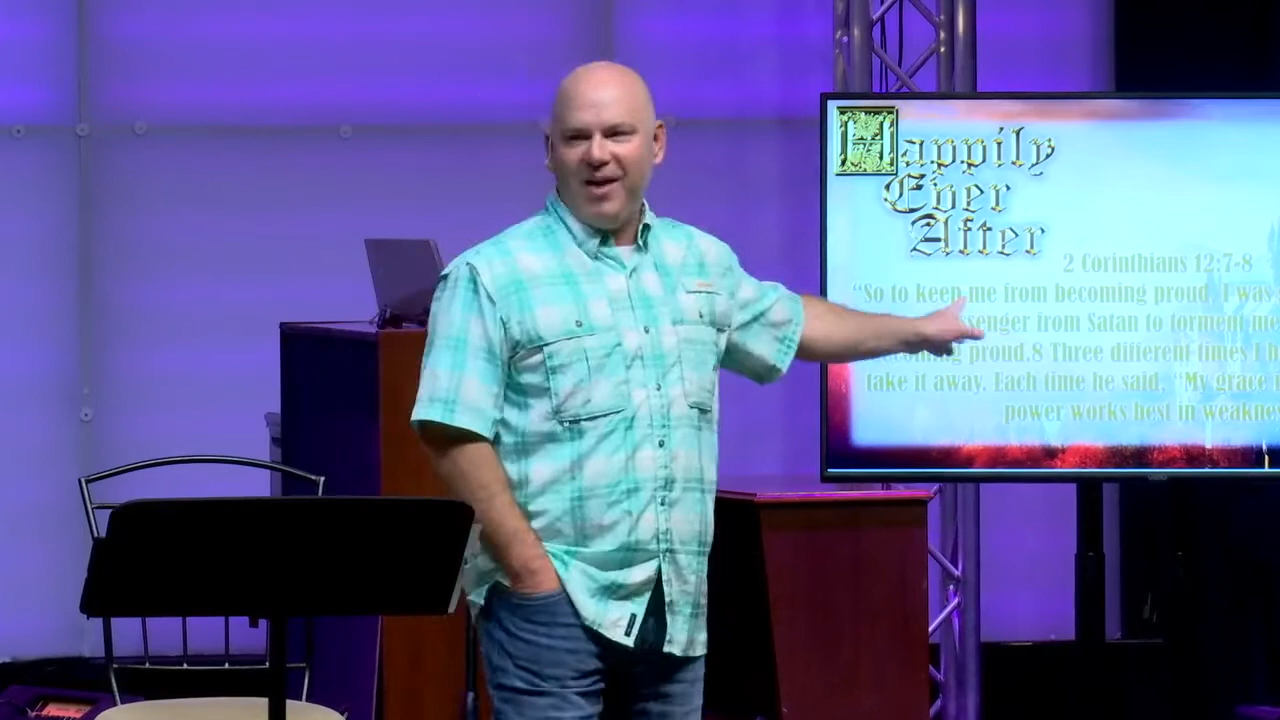 Happily
Ever
After
2 Corinthians 12:7-8
“So to keep me from becoming proud, I was
senger from Satan to torment me
coming proud.8 Three different times I b
take it away. Each time he said, “My grace i
power works best in weaknes